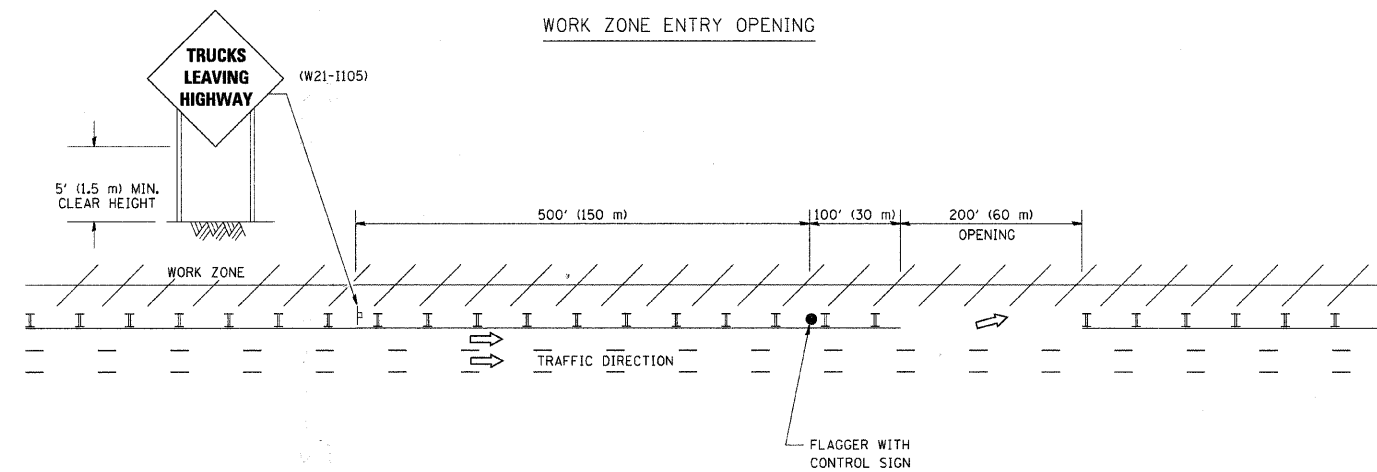 WORK ZONE ENTRY OPENING
TRUCKS
LEAVING
HIGHWAY
(W21-I105)
5' (1.5 m) MIN.
CLEAR HEIGHT
500' (150 m)
100' (30 m)
200' (60 m)
OPENING
WORK ZONE
TRAFFIC DIRECTION
FLAGGER WITH
CONTROL SIGN